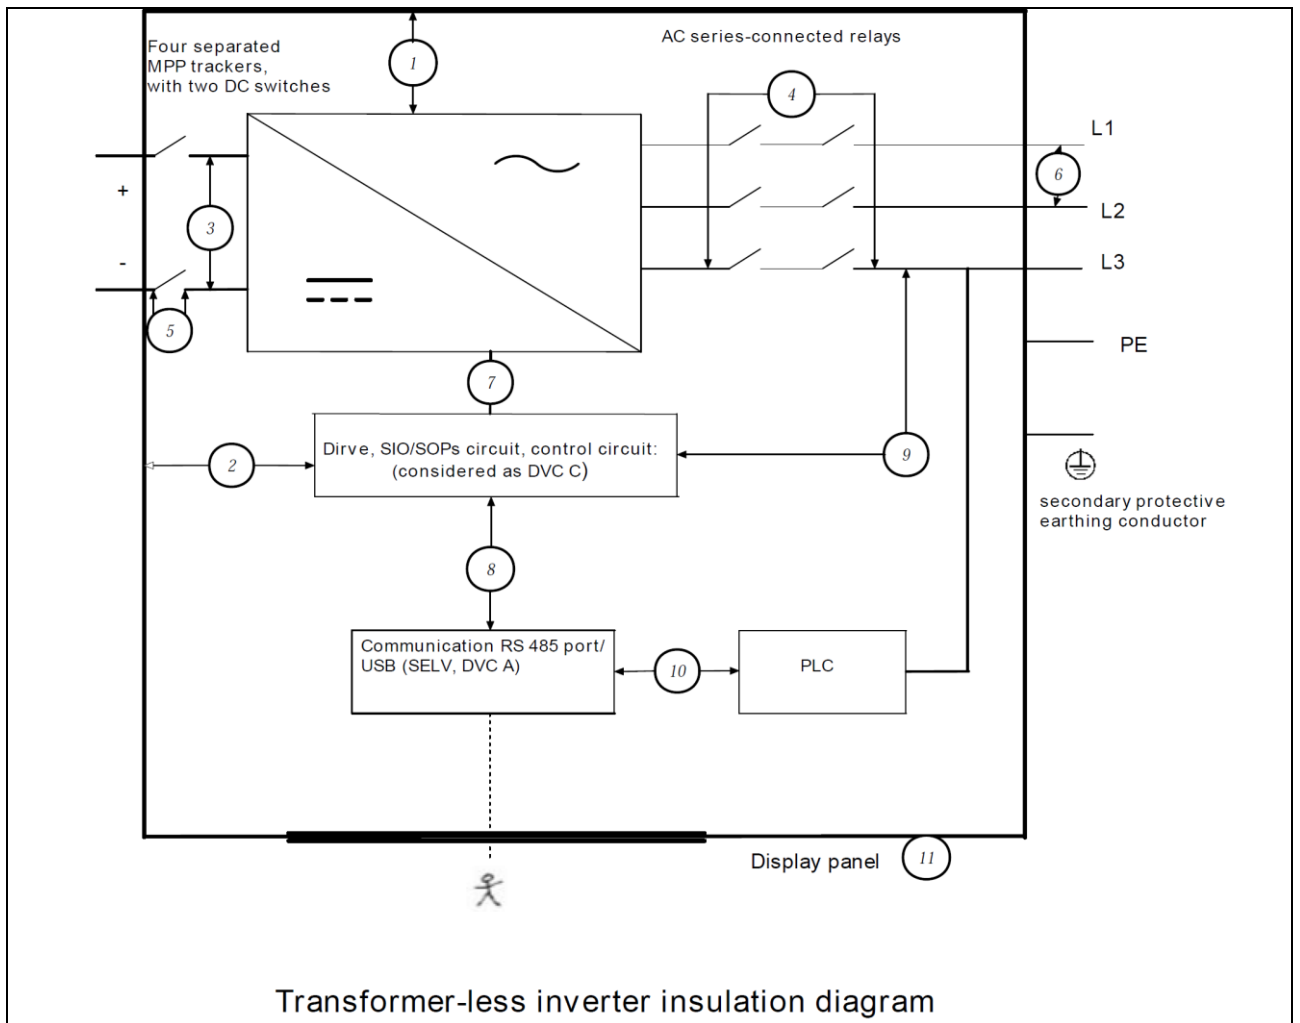 Four separated
MPP trackers,
with two DC switches
1
AC series-connected relays
4
L1
6
L2
L3
+
-
3
5
7
PE
Dirve, SIO/SOPs circuit, control circuit:
(considered as DVC C)
2
9
secondary protective
earthing conductor
8
Communication RS 485 port/
USB (SELV, DVC A)
10
PLC
Display panel
11
Transformer-less inverter insulation diagram